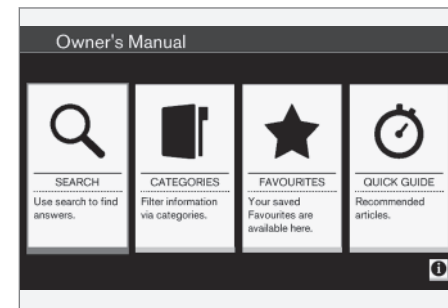 Owner's Manual
SEARCH
Use search to find
answers.
CATEGORIES
Filter information
via categories.
FAVOURITES
Your saved
Favourites are
available here.
QUICK GUIDE
Recommended
articles.